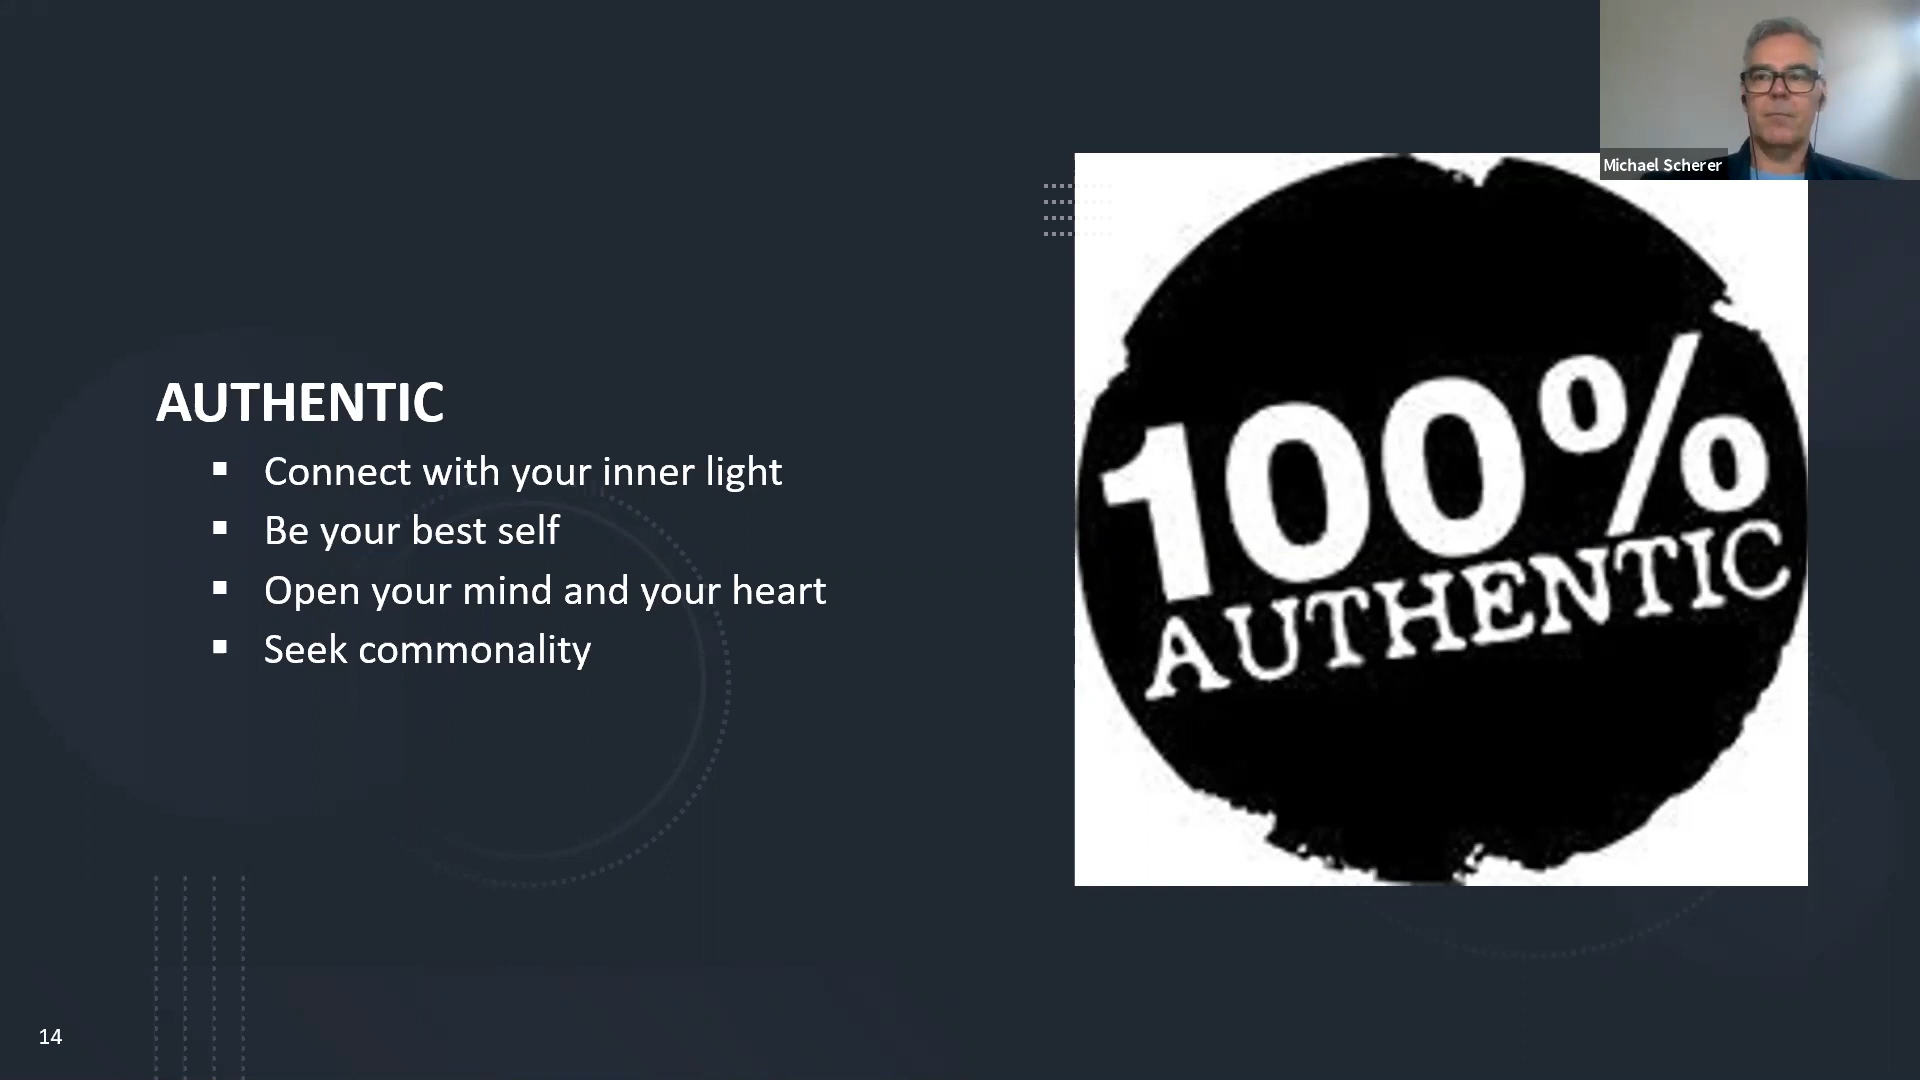 Michael Scherer
AUTHENTIC
▪ Connect with your inner light
▪ Be your best self
▪ Open your mind and your heart
▪ Seek commonality
100%
AUTHENTIC
14